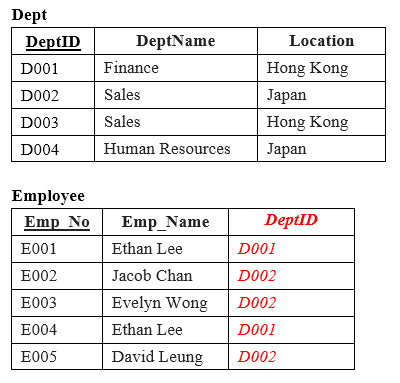 Dept
DeptID DeptName Location
D001 Finance Hong Kong
D002 Sales Japan
D003 Sales Hong Kong
D004 Human Resources Japan
Employee
Emp_No Emp_Name DeptID
E001 Ethan Lee D001
E002 Jacob Chan D002
E003 Evelyn Wong D002
E004 Ethan Lee D001
E005 David Leung D002